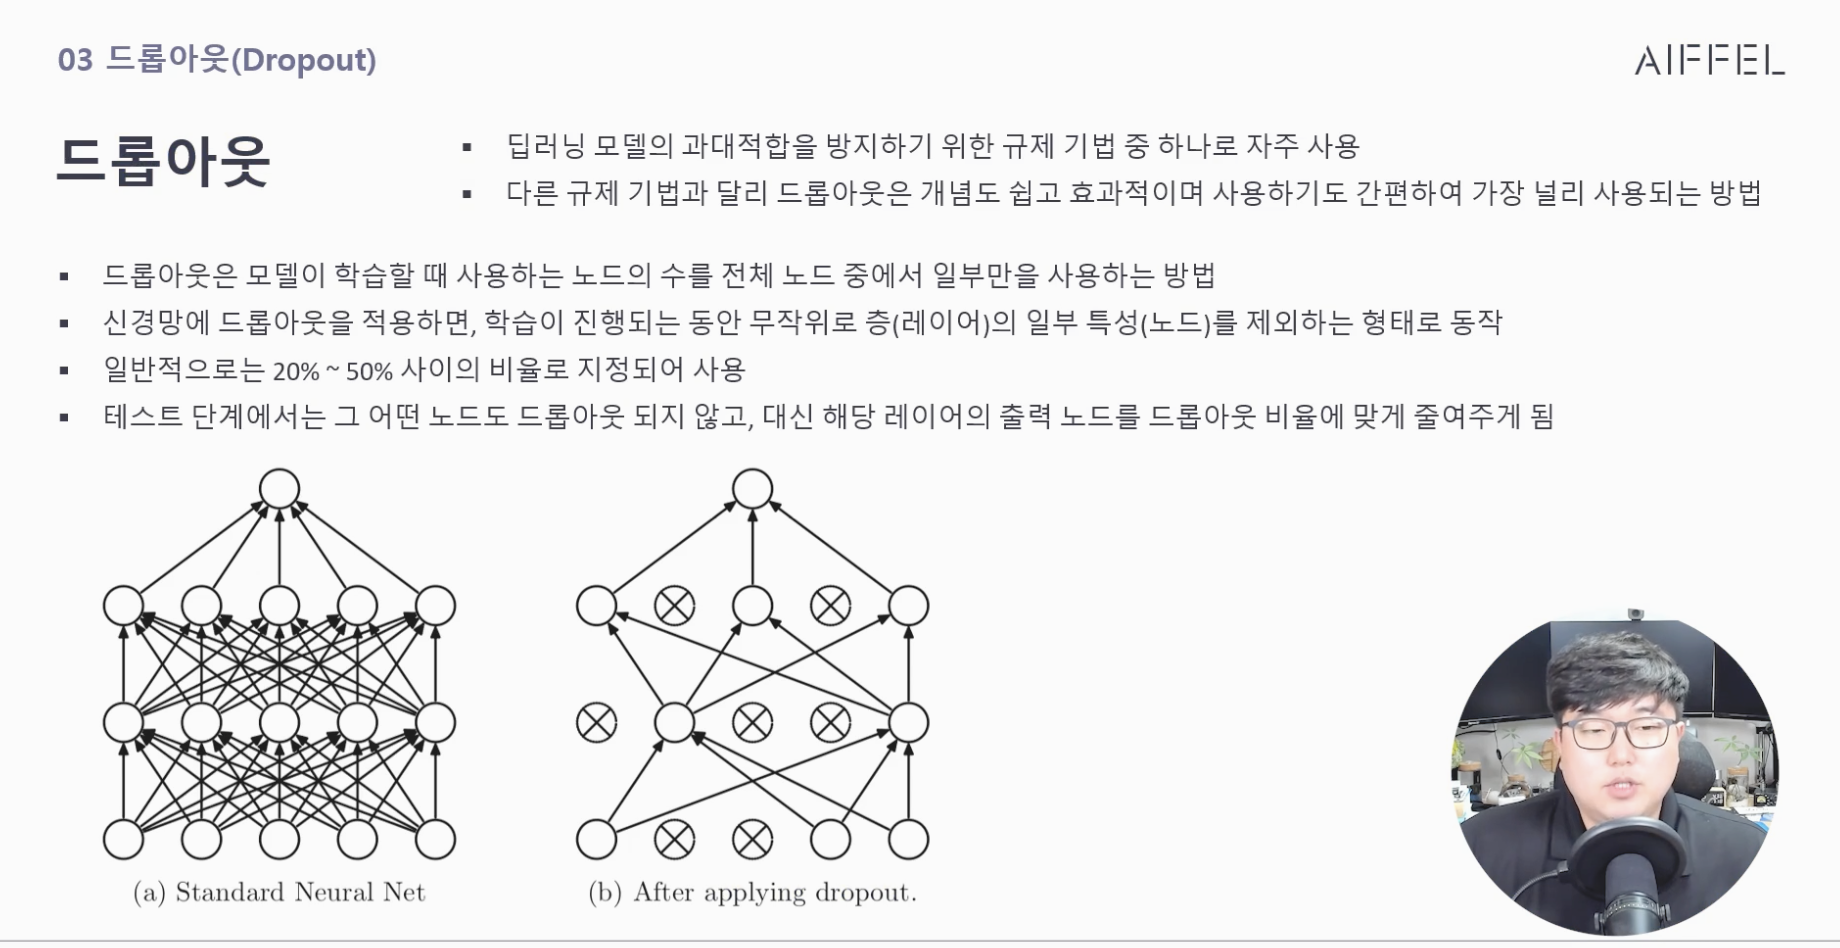 03 드롭아웃(Dropout)
AIFFEL
드롭아웃
▪ 딥러닝 모델의 과대적합을 방지하기 위한 규제 기법 중 하나로 자주 사용
▪ 다른 규제 기법과 달리 드롭아웃은 개념도 쉽고 효과적이며 사용하기도 간편하여 가장 널리 사용되는 방법
▪ 드롭아웃은 모델이 학습할 때 사용하는 노드의 수를 전체 노드 중에서 일부만을 사용하는 방법
▪ 신경망에 드롭아웃을 적용하면, 학습이 진행되는 동안 무작위로 층(레이어)의 일부 특성(노드)를 제외하는 형태로 동작
▪ 일반적으로는 20% ~ 50% 사이의 비율로 지정되어 사용
▪ 테스트 단계에서는 그 어떤 노드도 드롭아웃 되지 않고, 대신 해당 레이어의 출력 노드를 드롭아웃 비율에 맞게 줄여주게 됨
(a) Standard Neural Net
(b) After applying dropout.